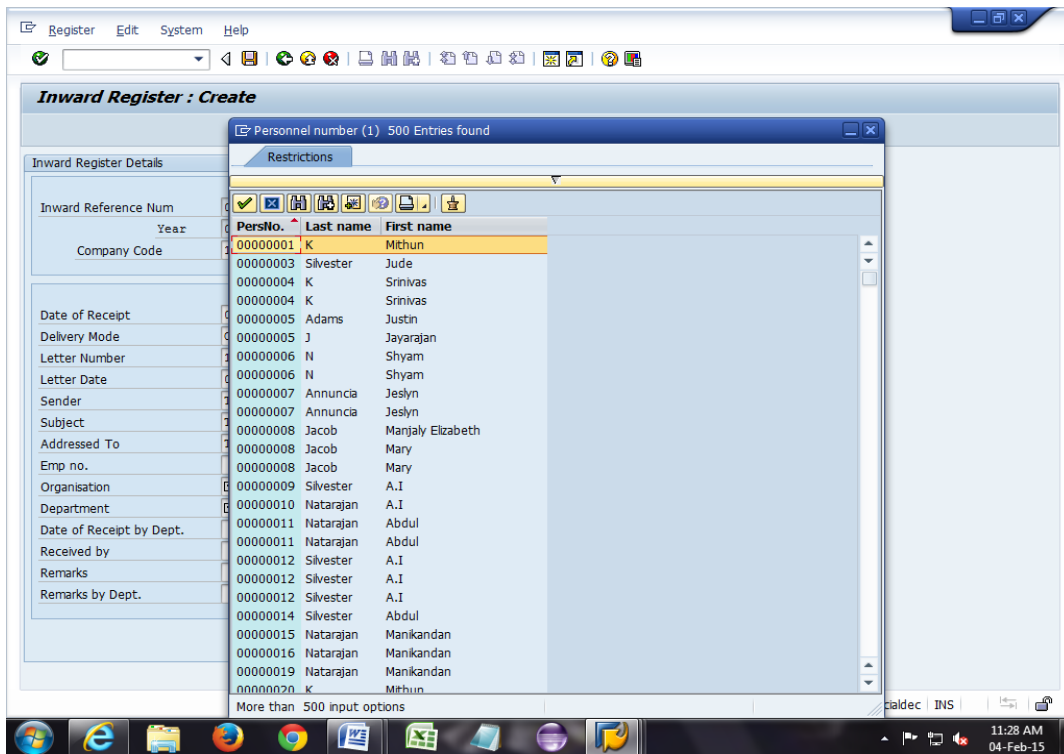 Register Edit System Help
Inward Register : Create
Personnel number (1) 500 Entries found
Restrictions
Inward Register Details
Inward Reference Num
Year
Company Code
Date of Receipt
Delivery Mode
Letter Number
Letter Date
Sender
Subject
Addressed To
Emp no.
Organisation
Department
Date of Receipt by Dept.
Received by
Remarks
Remarks by Dept.
PersNo. Last name First name
00000001 K Mithun
00000003 Silvester Jude
00000004 K Srinivas
00000004 K Srinivas
00000005 Adams Justin
00000005 J Jayarajan
00000006 N Shyam
00000006 N Shyam
00000007 Annuncia Jeslyn
00000007 Annuncia Jeslyn
00000008 Jacob Manjaly Elizabeth
00000008 Jacob Mary
00000008 Jacob Mary
00000009 Silvester A.I
00000010 Natarajan A.I
00000011 Natarajan Abdul
00000011 Natarajan Abdul
00000012 Silvester A.I
00000012 Silvester A.I
00000012 Silvester A.I
00000014 Silvester Abdul
00000015 Natarajan Manikandan
00000016 Natarajan Manikandan
00000019 Natarajan Manikandan
00000020 K Mithun
More than 500 input options
INS
11:28 AM
04-Feb-15